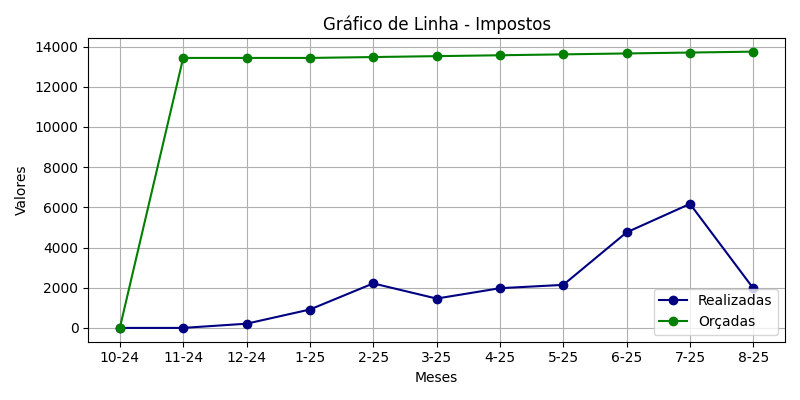 Gráfico de Linha - Impostos
14000
12000
10000
8000
6000
4000
2000
0
Valores
10-24 11-24 12-24 1-25 2-25 3-25 4-25 5-25 6-25 7-25 8-25
Meses
Realizadas
Orçadas